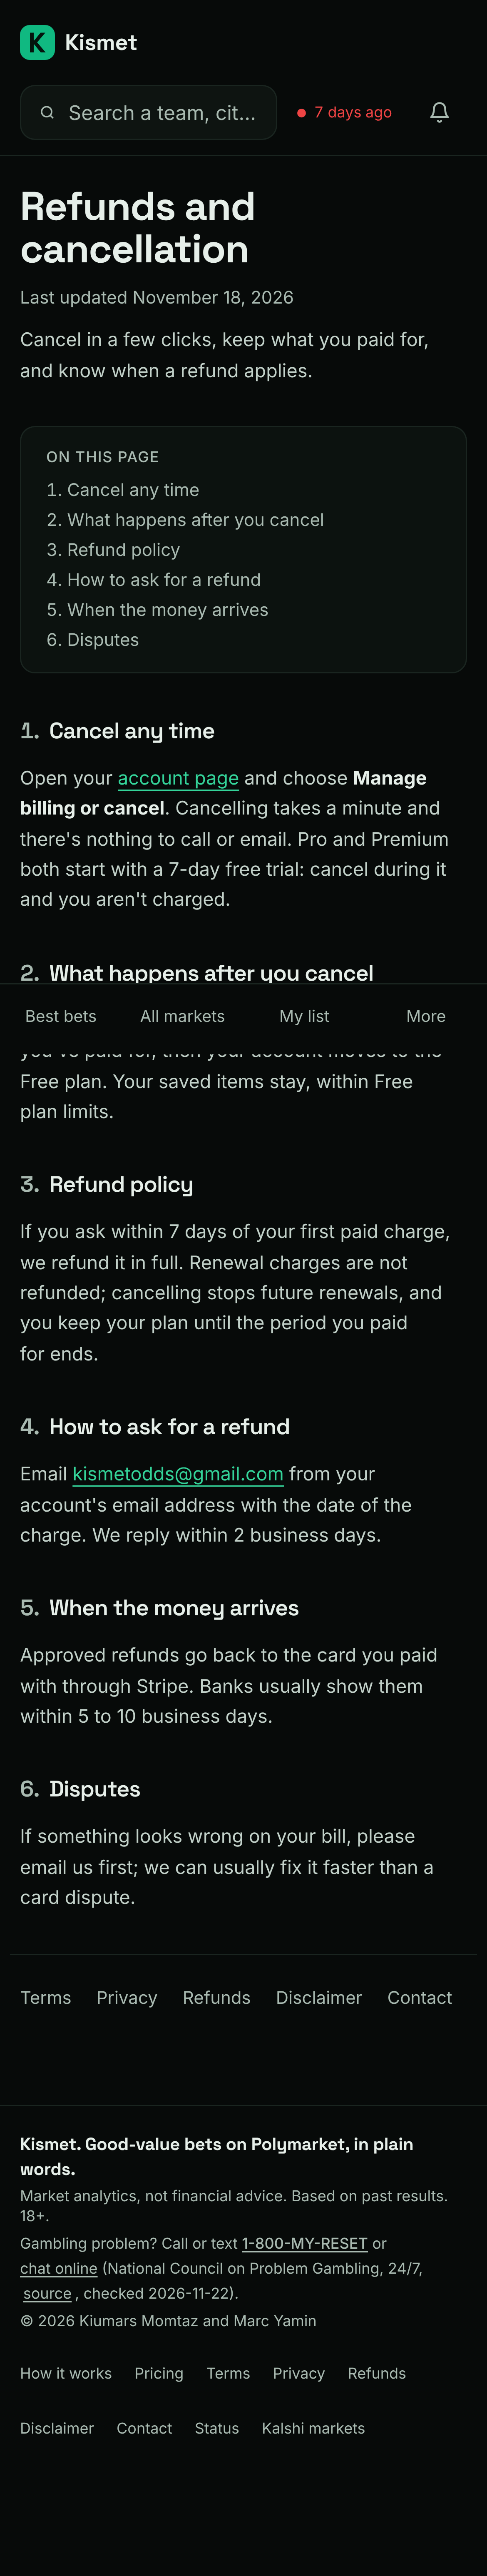 K Kismet
Search a team, cit...
7 days ago
Refunds and
cancellation
Last updated November 18, 2026
Cancel in a few clicks, keep what you paid for,
and know when a refund applies.
ON THIS PAGE
1. Cancel any time
2. What happens after you cancel
3. Refund policy
4. How to ask for a refund
5. When the money arrives
6. Disputes
1. Cancel any time
Open your account page and choose Manage
billing or cancel. Cancelling takes a minute and
there's nothing to call or email. Pro and Premium
both start with a 7-day free trial: cancel during it
and you aren't charged.
2. What happens after you cancel
Best bets All markets My list More
you've paid for, then your account moves to the
Free plan. Your saved items stay, within Free
plan limits.
3. Refund policy
If you ask within 7 days of your first paid charge,
we refund it in full. Renewal charges are not
refunded; cancelling stops future renewals, and
you keep your plan until the period you paid
for ends.
4. How to ask for a refund
Email kismetodds@gmail.com from your
account's email address with the date of the
charge. We reply within 2 business days.
5. When the money arrives
Approved refunds go back to the card you paid
with through Stripe. Banks usually show them
within 5 to 10 business days.
6. Disputes
If something looks wrong on your bill, please
email us first; we can usually fix it faster than a
card dispute.
Terms Privacy Refunds Disclaimer Contact
Kismet. Good-value bets on Polymarket, in plain
words.
Market analytics, not financial advice. Based on past results.
18+.
Gambling problem? Call or text 1-800-MY-RESET or
chat online (National Council on Problem Gambling, 24/7,
source , checked 2026-11-22).
© 2026 Kiumars Momtaz and Marc Yamin
How it works Pricing Terms Privacy Refunds
Disclaimer Contact Status Kalshi markets